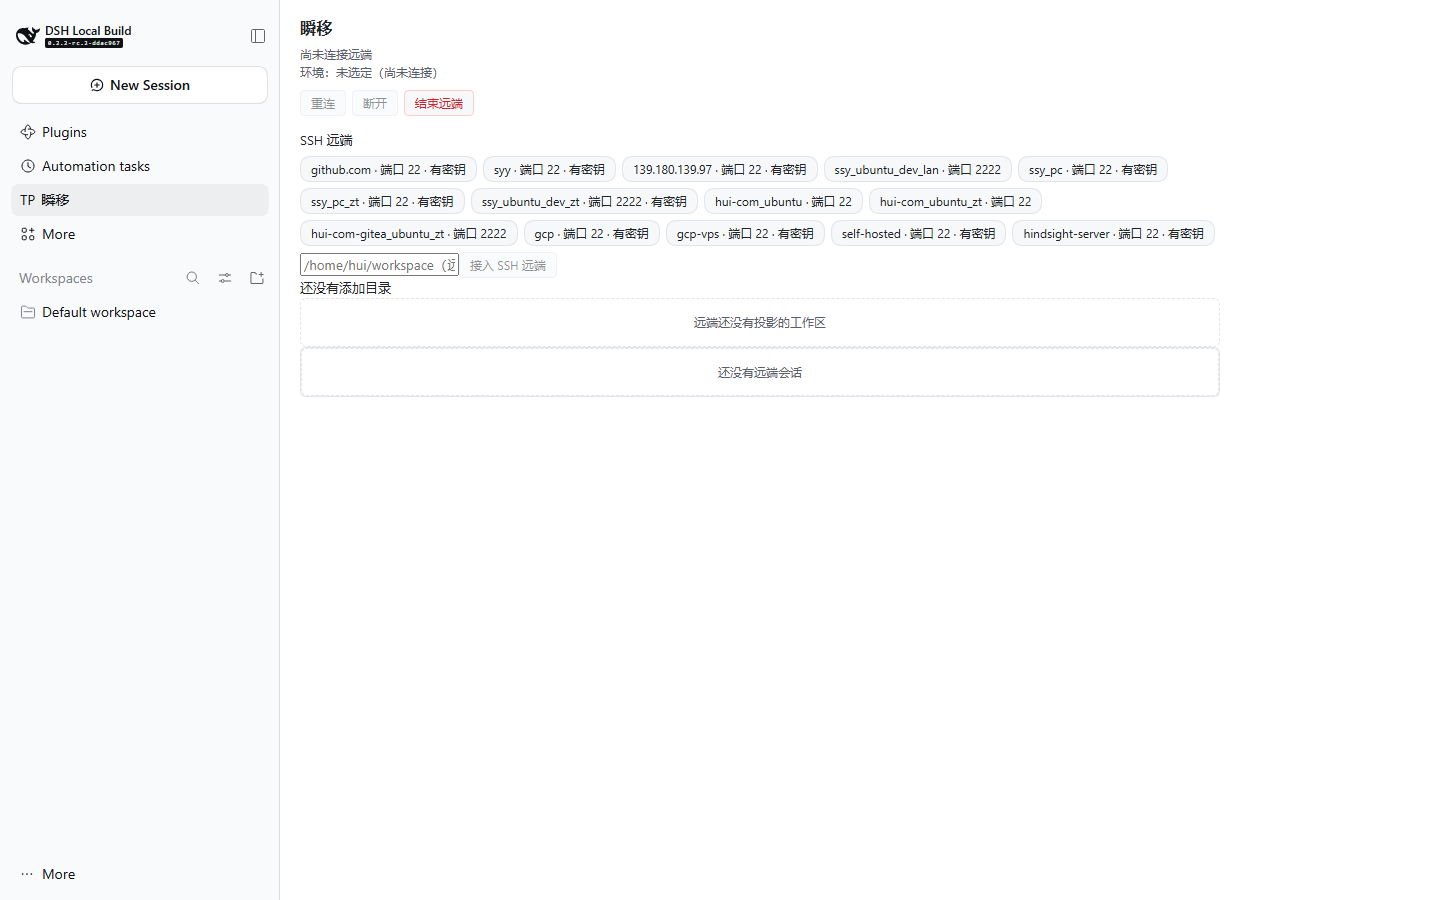 DSH Local Build
0.2.2-rc.2-ddac967
New Session
Plugins
Automation tasks
TP 瞬移
More
Workspaces
Default workspace
More
瞬移
尚未连接远端
环境：未选定（尚未连接）
重连 断开 结束远端
SSH 远端
github.com · 端口 22 · 有密钥 syy · 端口 22 · 有密钥 139.180.139.97 · 端口 22 · 有密钥 ssy_ubuntu_dev_lan · 端口 2222 ssy_pc · 端口 22 · 有密钥
ssy_pc_zt · 端口 22 · 有密钥 ssy_ubuntu_dev_zt · 端口 2222 · 有密钥 hui-com_ubuntu · 端口 22 hui-com_ubuntu_zt · 端口 22
hui-com-gitea_ubuntu_zt · 端口 2222 gcp · 端口 22 · 有密钥 gcp-vps · 端口 22 · 有密钥 self-hosted · 端口 22 · 有密钥 hindsight-server · 端口 22 · 有密钥
/home/hui/workspace（ 接入 SSH 远端
还没有添加目录
远端还没有投影的工作区
还没有远端会话